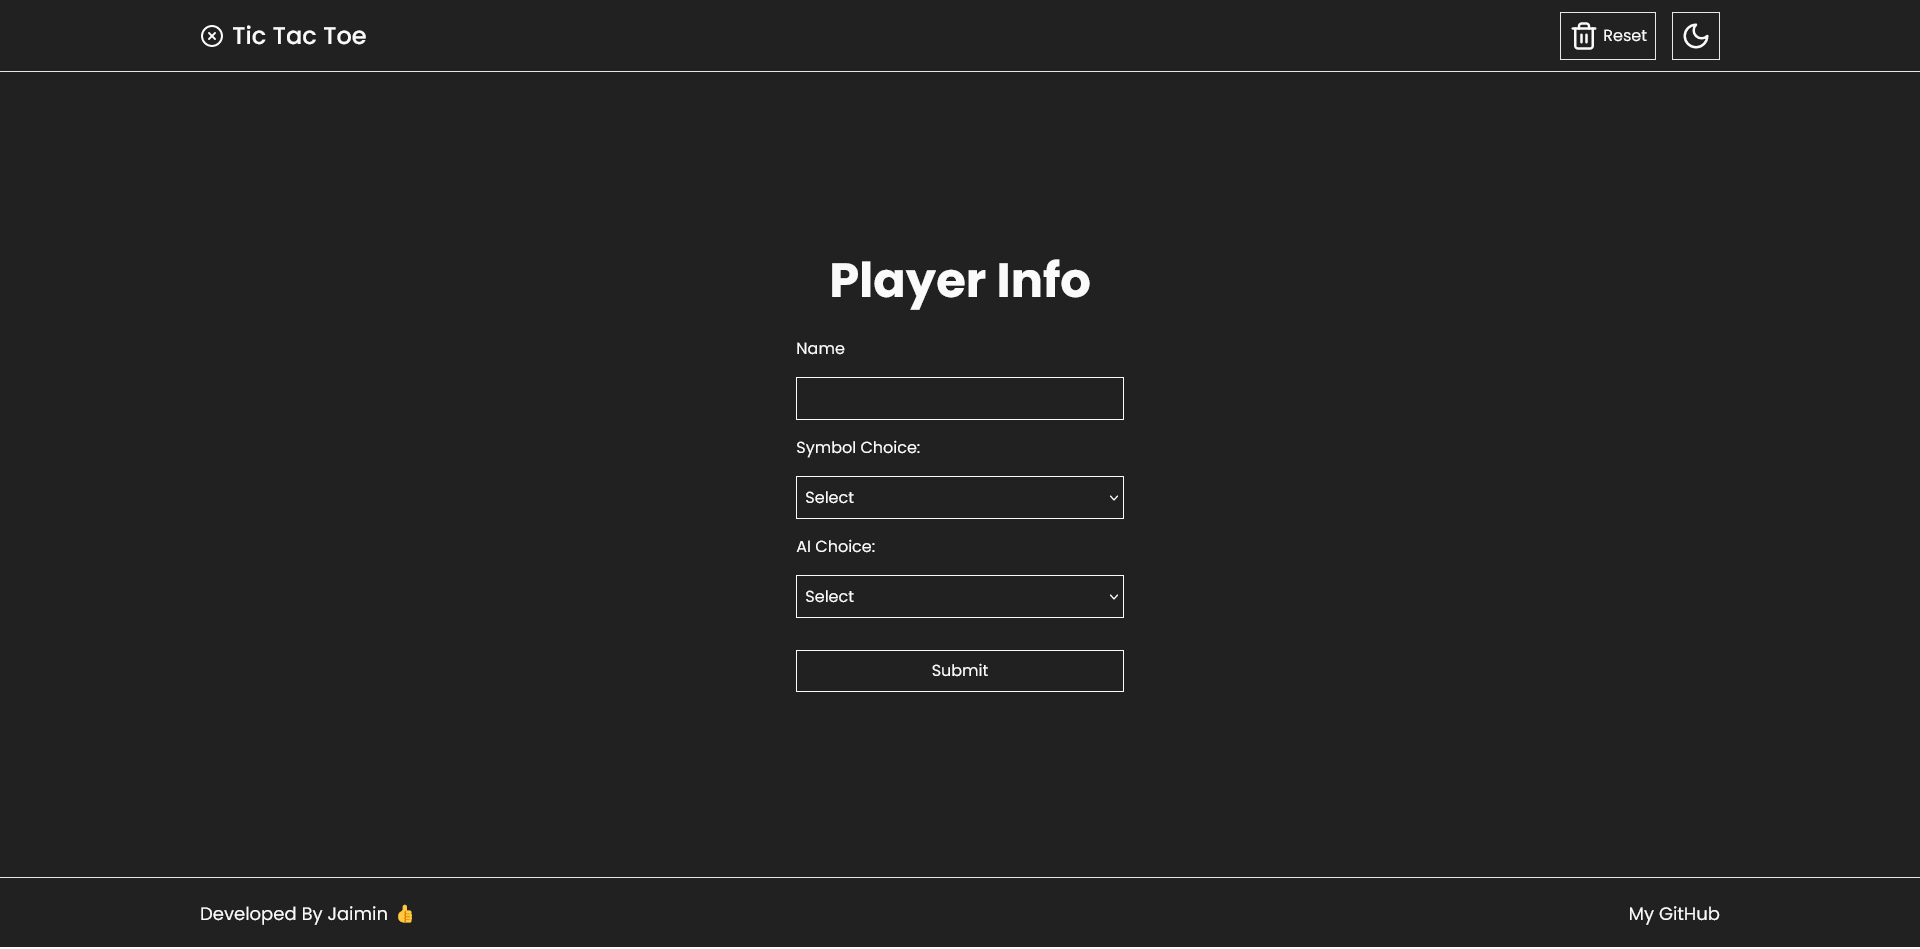 Tic Tac Toe
Reset
Player Info
Name
Symbol Choice:
Select
AI Choice:
Select
Submit
Developed By Jaimin 👍
My GitHub